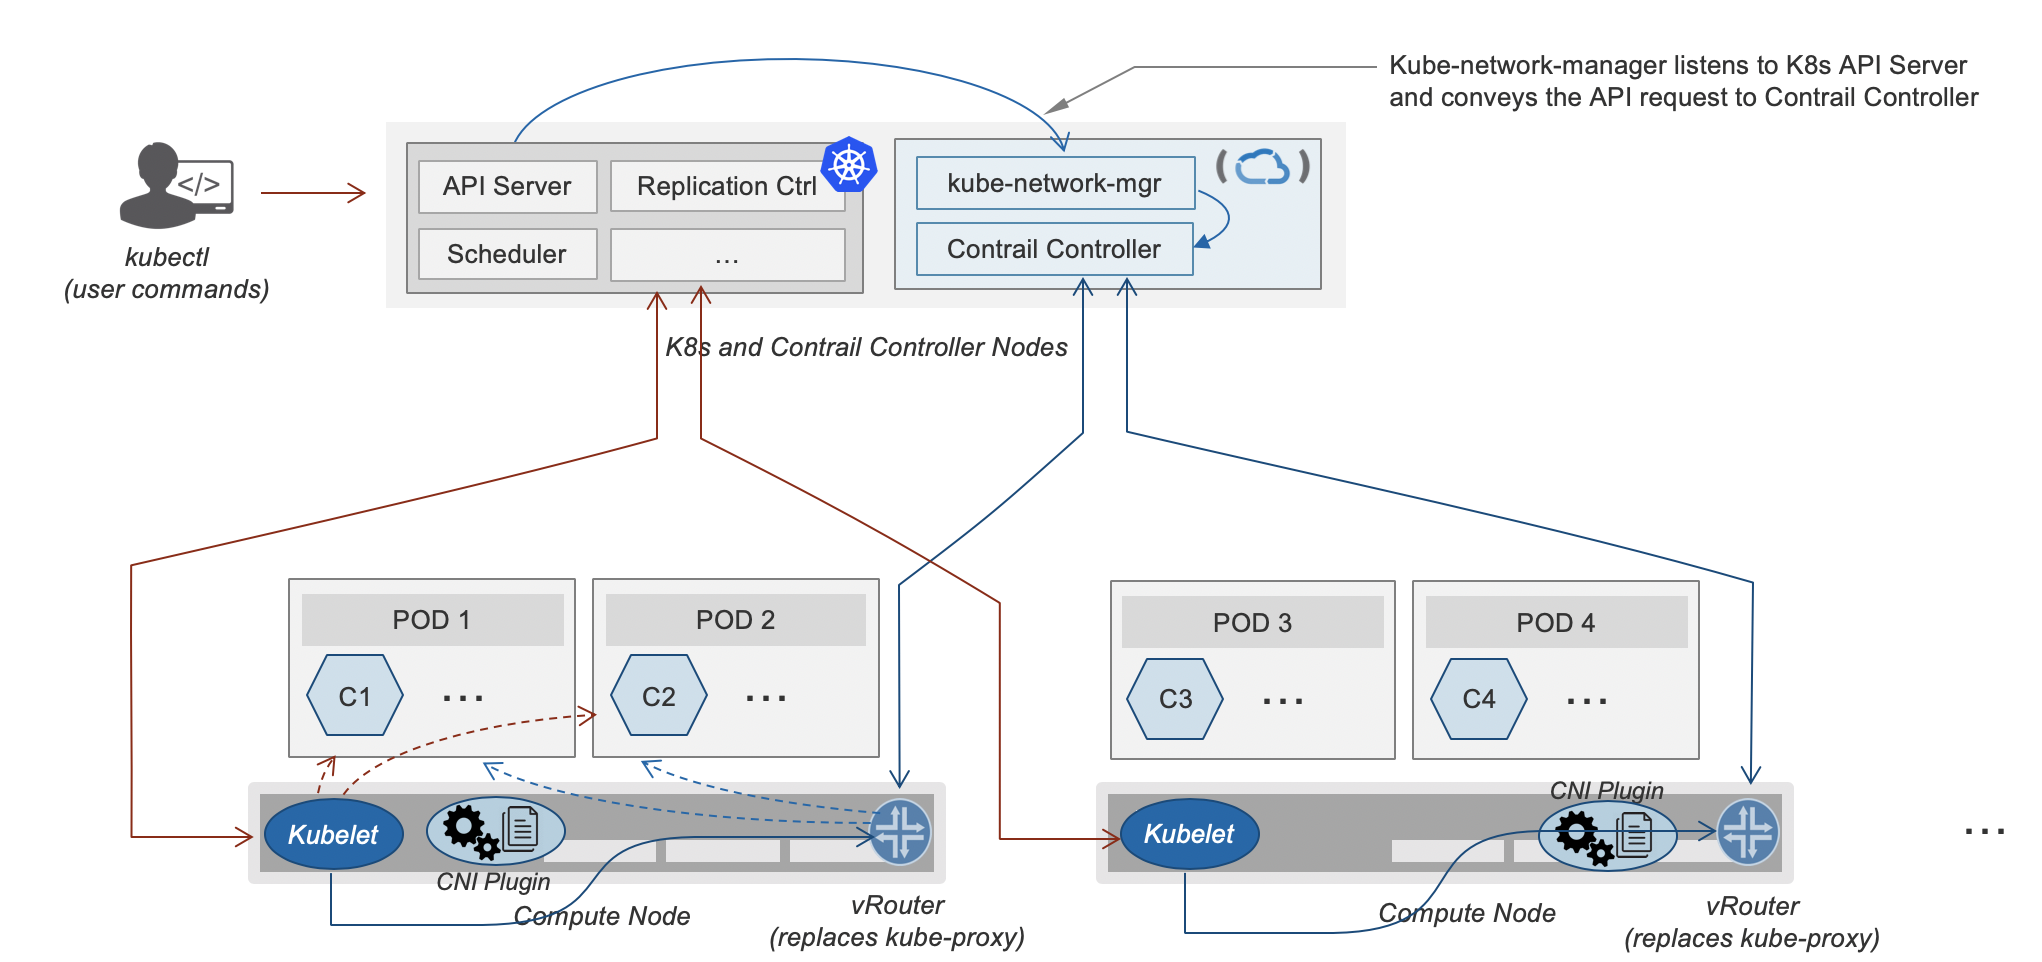 Kube-network-manager listens to K8s API Server
and conveys the API request to Contrail Controller
</>
kubectl
(user commands)
API Server
Replication Ctrl
Scheduler
...
kube-network-mgr
Contrail Controller
K8s and Contrail Controller Nodes
POD 1
C1
...
POD 2
C2
...
POD 3
C3
...
POD 4
C4
...
Kubelet
CNI Plugin
Compute Node
vRouter
(replaces kube-proxy)
Kubelet
CNI Plugin
Compute Node
vRouter
(replaces kube-proxy)
...